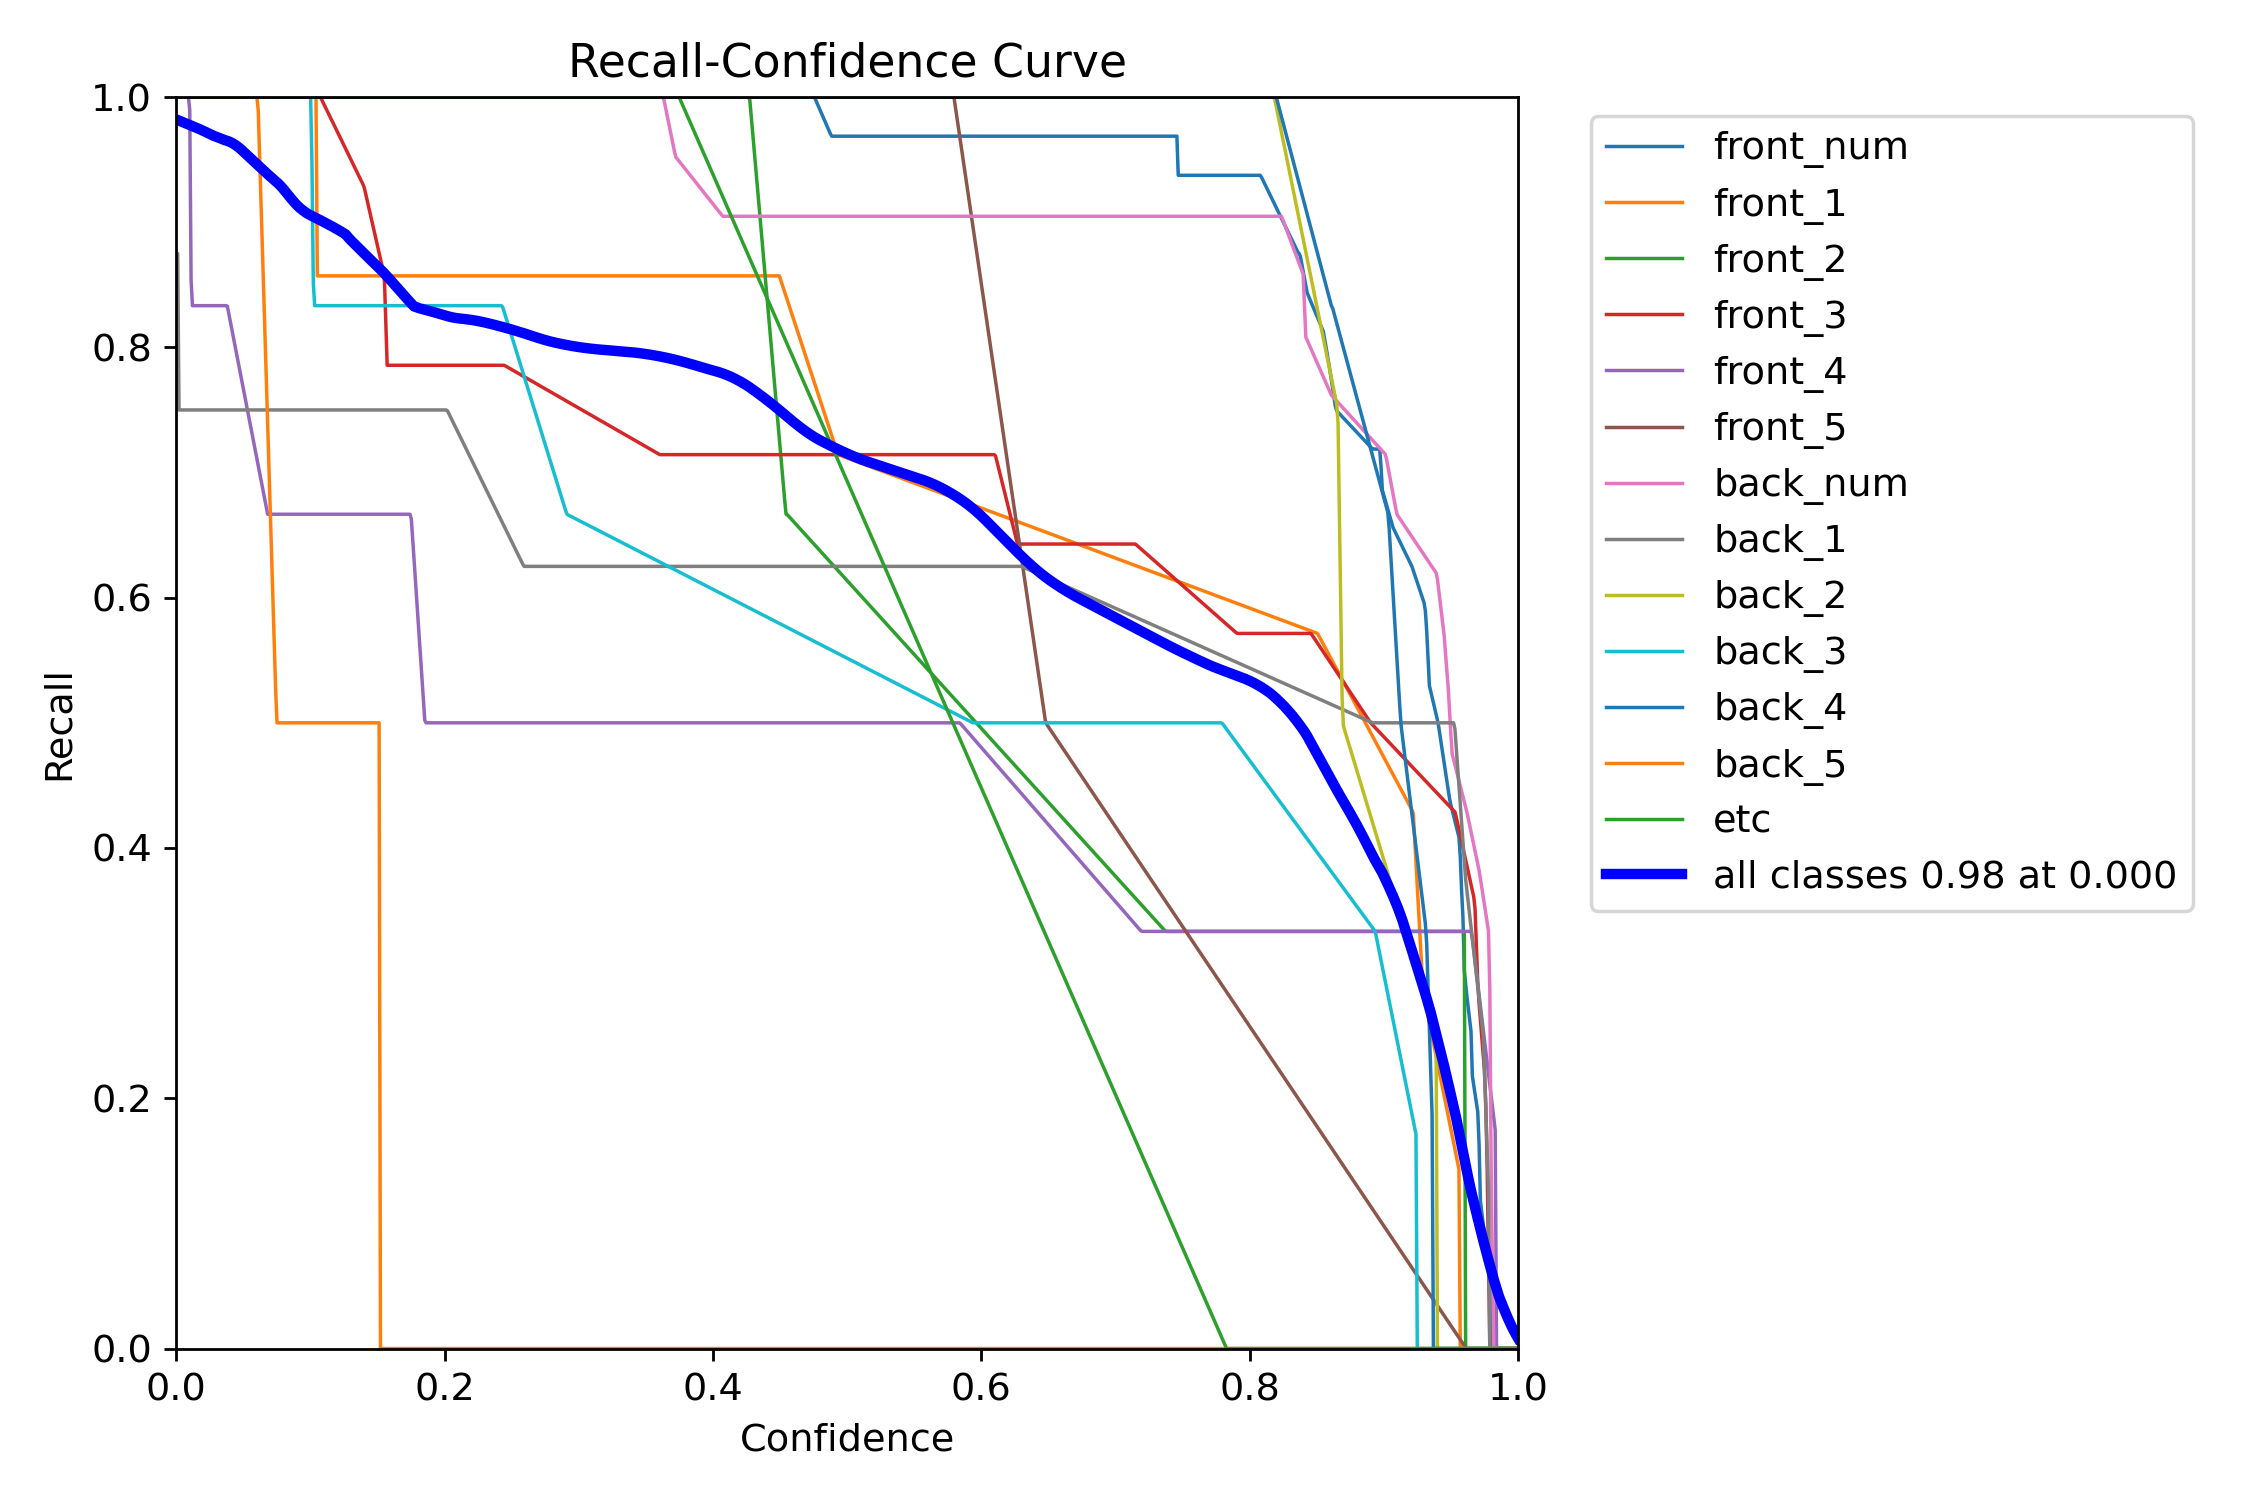 Recall-Confidence Curve
1.0
0.8
0.6
0.4
0.2
0.0
Recall
0.0 0.2 0.4 0.6 0.8 1.0
Confidence
front_num
front_1
front_2
front_3
front_4
front_5
back_num
back_1
back_2
back_3
back_4
back_5
etc
all classes 0.98 at 0.000